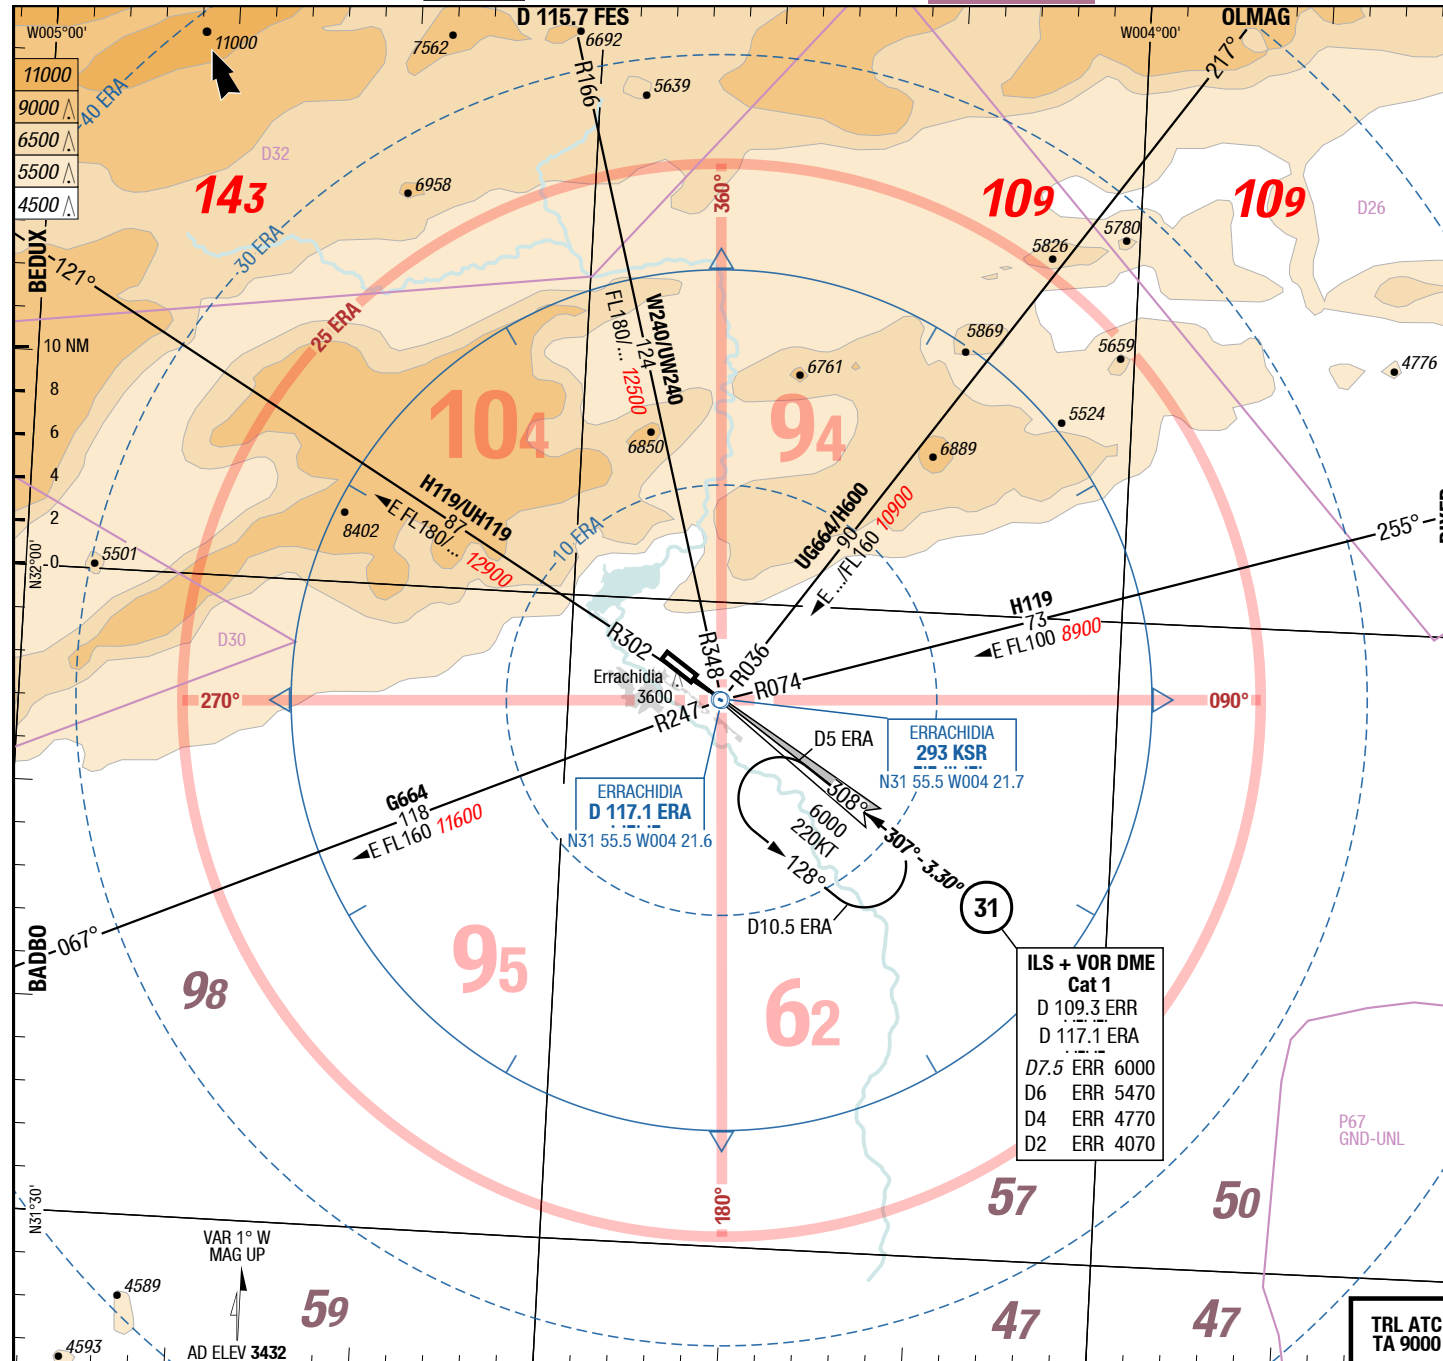 D 115.7 FES
OLMAG
W005°00'
W004°00'
11000
7562
6692
5639
217°
R166
11000
9000
6500
5500
4500
40 ERA
D32
143
6958
360°
109
109
D26
5780
5826
BEDUX
121°
30 ERA
25 ERA
10 NM
8
6
4
2
0
W240/UW240
124
FL180/... 12500
5869
5659
6761
4776
104
94
5524
6850
6889
H119/UH119
87
E FL180/... 12900
8402
10 ERA
UG664/H600
90
E .../FL160 10900
255°
5501
N32°00'
D30
H119
73
E FL100 8900
R302
R348
R036
R074
R247
Errachidia
3600
270°
090°
D5 ERA
ERRACHIDIA
293 KSR
N31 55.5 W004 21.7
ERRACHIDIA
D 117.1 ERA
N31 55.5 W004 21.6
G664
118
E FL160 11600
308°
6000
220KT
128°
307°-3.30°
D10.5 ERA
31
067°
BADBO
95
98
62
ILS + VOR DME
Cat 1
D 109.3 ERR
D 117.1 ERA
D7.5 ERR 6000
D6 ERR 5470
D4 ERR 4770
D2 ERR 4070
P67
GND-UNL
180°
57
50
N31°30'
VAR 1° W
MAG UP
4589
59
47
47
4593
AD ELEV 3432
TRL ATC
TA 9000